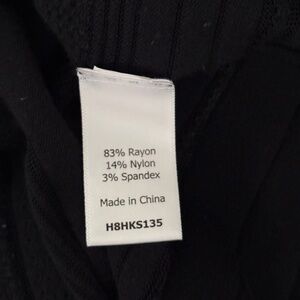 83% Rayon
14% Nylon
3% Spandex
Made in China
H8HKS135